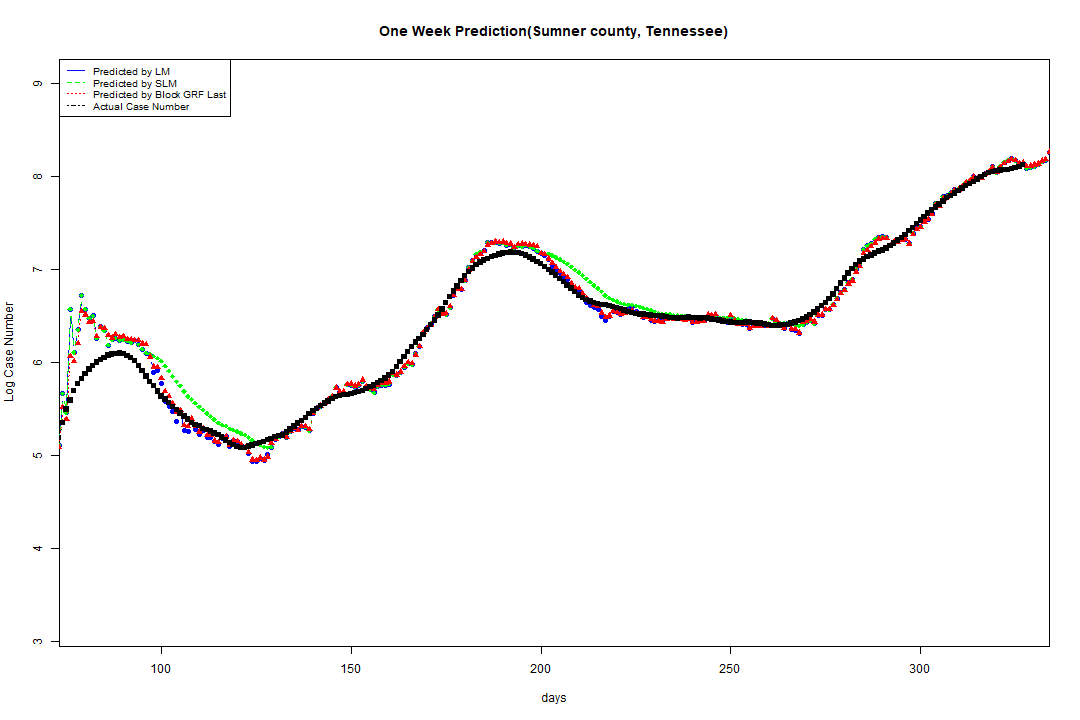 One Week Prediction(Sumner county, Tennessee)
Predicted by LM
Predicted by SLM
Predicted by Block GRF Last
Actual Case Number
9
8
7
6
5
4
3
Log Case Number
100 150 200 250 300
days